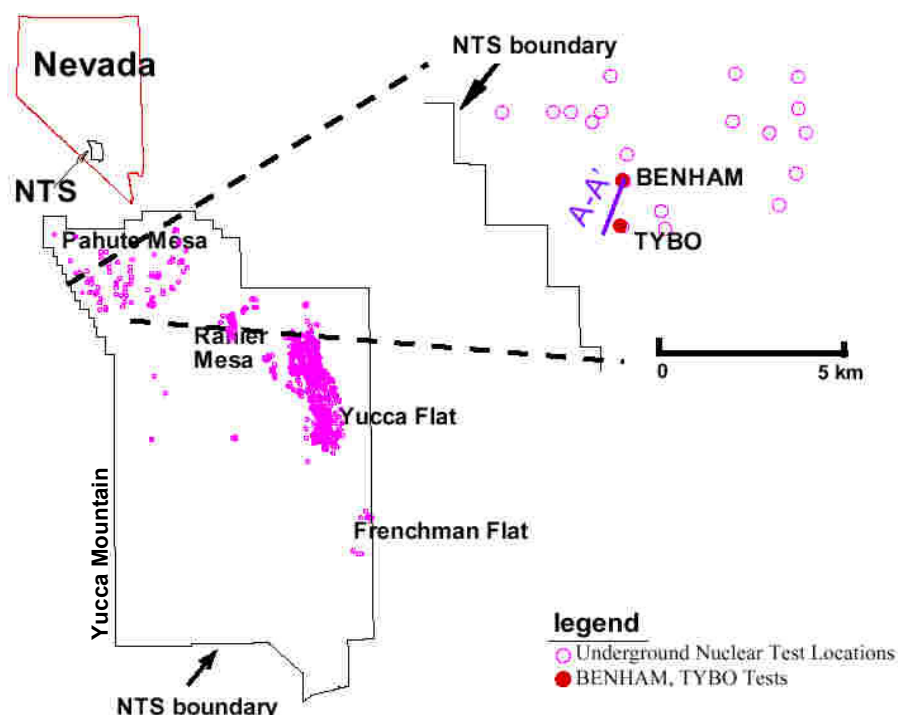 Nevada
NTS
NTS boundary
BENHAM
A-A'
TYBO
0
5 km
Pahute Mesa
Ranier
Mesa
Yucca Flat
Frenchman Flat
Yucca Mountain
NTS boundary
legend
Underground Nuclear Test Locations
BENHAM, TYBO Tests